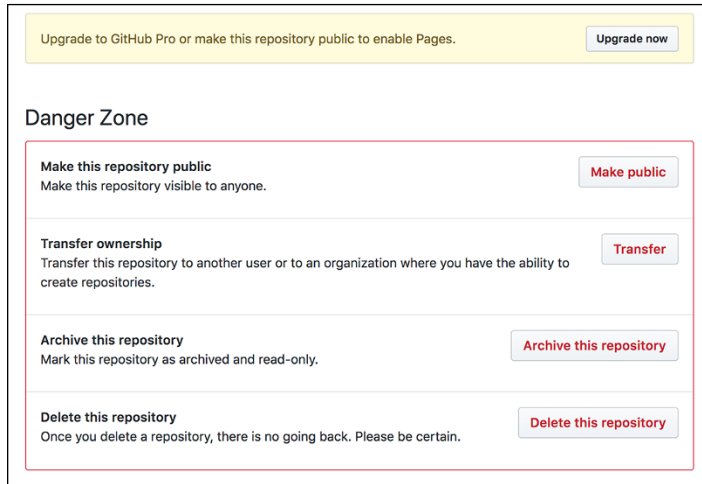 Upgrade to GitHub Pro or make this repository public to enable Pages.
Upgrade now
Danger Zone
Make this repository public
Make this repository visible to anyone.
Make public
Transfer ownership
Transfer this repository to another user or to an organization where you have the ability to
create repositories.
Transfer
Archive this repository
Mark this repository as archived and read-only.
Archive this repository
Delete this repository
Once you delete a repository, there is no going back. Please be certain.
Delete this repository